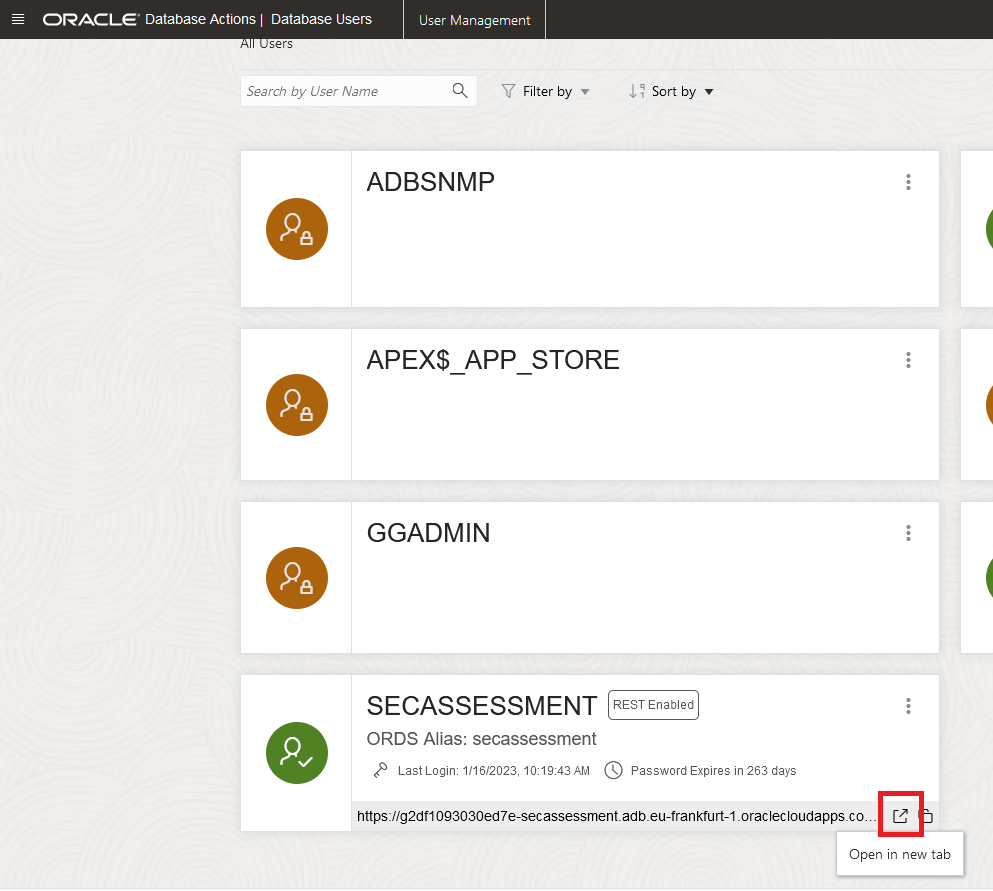 ORACLE Database Actions | Database Users User Management
All Users
Search by User Name Filter by Sort by
ADBSNMP
APEX$_APP_STORE
GGADMIN
SECASSESSMENT REST Enabled
ORDS Alias: secassessment
Last Login: 1/16/2023, 10:19:43 AM Password Expires in 263 days
https://g2df1093030ed7e-secassessment.adb.eu-frankfurt-1.oraclecloudapps.co...
Open in new tab